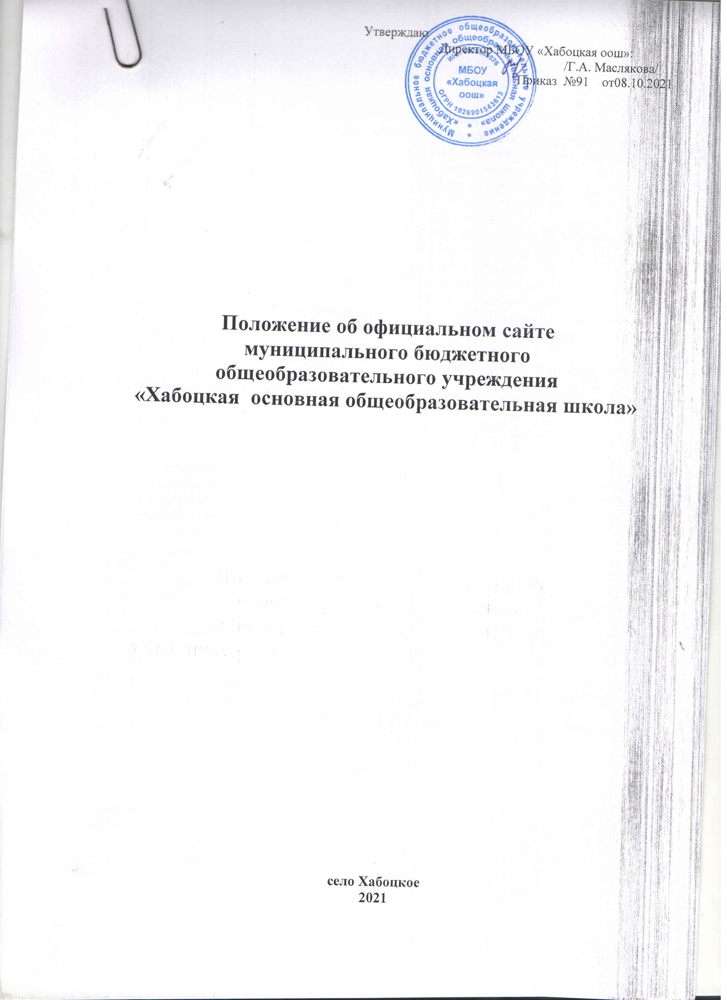 Утверждаю
Директор МБОУ «Хабоцкая оош»:
/Г.А. Маслякова/
Приказ №91 от08.10.2021
Муниципальное бюджетное общеобразовательное учреждение
«Хабоцкая основная общеобразовательная школа»
ИНН
МБОУ
«Хабоцкая
оош»
ОГРН 1026901543613
Положение об официальном сайте
муниципального бюджетного
общеобразовательного учреждения
«Хабоцкая основная общеобразовательная школа»
село Хабоцкое
2021